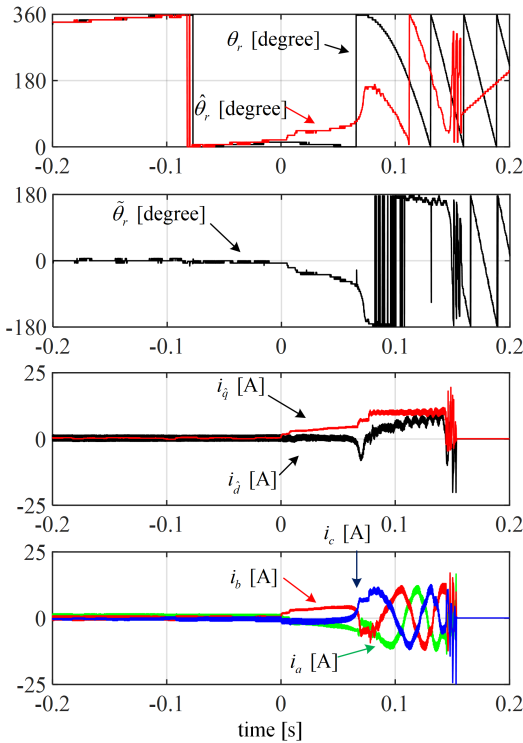 360
θr [degree]
180
θ̂r [degree]
0
-0.2 -0.1 0 0.1 0.2
180
θ̃r [degree]
0
-180
-0.2 -0.1 0 0.1 0.2
25
iq̂ [A]
0
id̂ [A]
-25
-0.2 -0.1 0 0.1 0.2
ic [A]
25
ib [A]
0
ia [A]
-25
-0.2 -0.1 0 0.1 0.2
time [s]